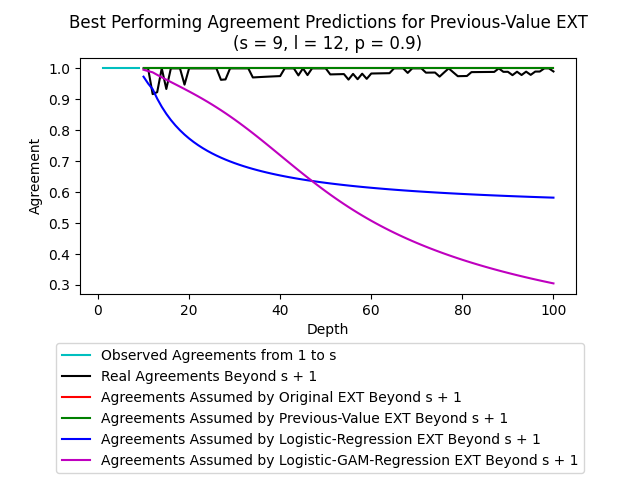 Best Performing Agreement Predictions for Previous-Value EXT
(s = 9, l = 12, p = 0.9)
1.0
0.9
0.8
0.7
0.6
0.5
0.4
0.3
Agreement
0
20
40
60
80
100
Depth
Observed Agreements from 1 to s
Real Agreements Beyond s + 1
Agreements Assumed by Original EXT Beyond s + 1
Agreements Assumed by Previous-Value EXT Beyond s + 1
Agreements Assumed by Logistic-Regression EXT Beyond s + 1
Agreements Assumed by Logistic-GAM-Regression EXT Beyond s + 1